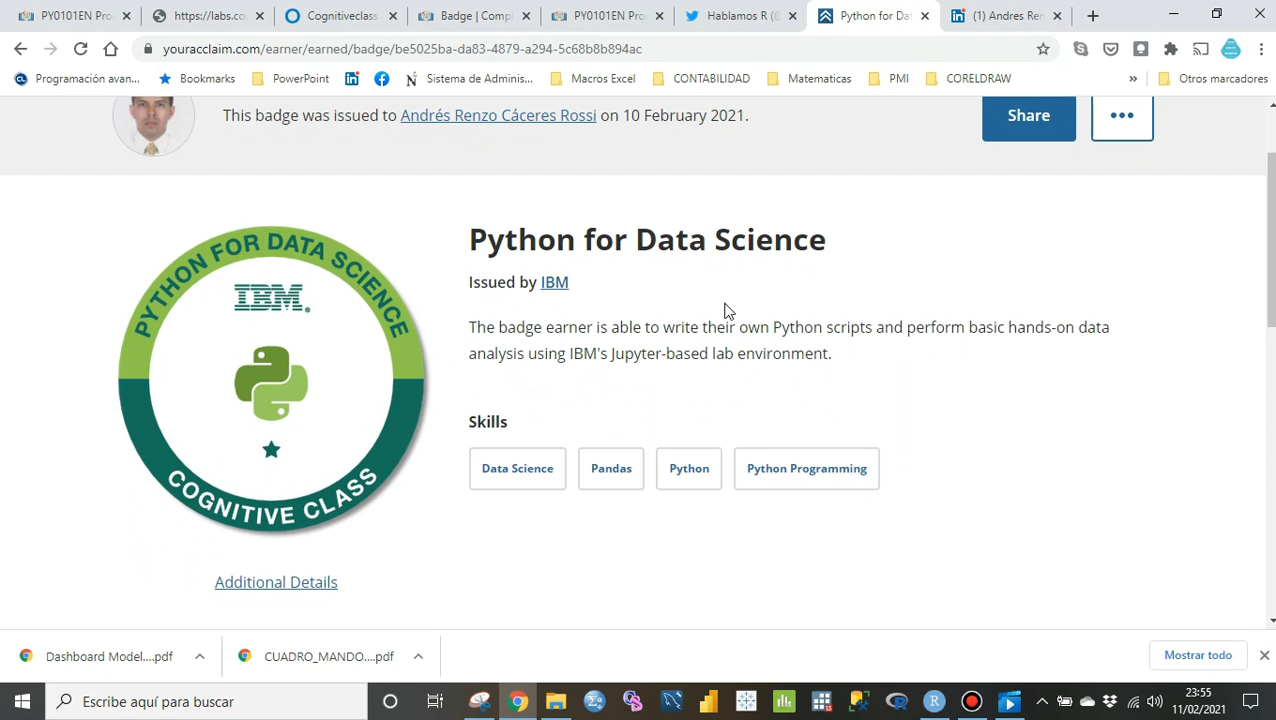 PY0101EN Pro
https://labs.co
Cognitiveclass
Badge | Compl
PY0101EN Pro
Hablamos R (@
Python for Dat
(1) Andres Ren
youracclaim.com/earner/earned/badge/be5025ba-da83-4879-a294-5c68b8b894ac
Programación avan...
Bookmarks
PowerPoint
Sistema de Adminis...
Macros Excel
CONTABILIDAD
Matematicas
PMI
CORELDRAW
»
Otros marcadores
This badge was issued to Andrés Renzo Cáceres Rossi on 10 February 2021.
Share
•••
PYTHON FOR DATA SCIENCE
IBM.
COGNITIVE CLASS
Additional Details
Python for Data Science
Issued by IBM
The badge earner is able to write their own Python scripts and perform basic hands-on data
analysis using IBM's Jupyter-based lab environment.
Skills
Data Science
Pandas
Python
Python Programming
Dashboard Model....pdf
CUADRO_MANDO....pdf
Mostrar todo
Escribe aquí para buscar
23:55
11/02/2021